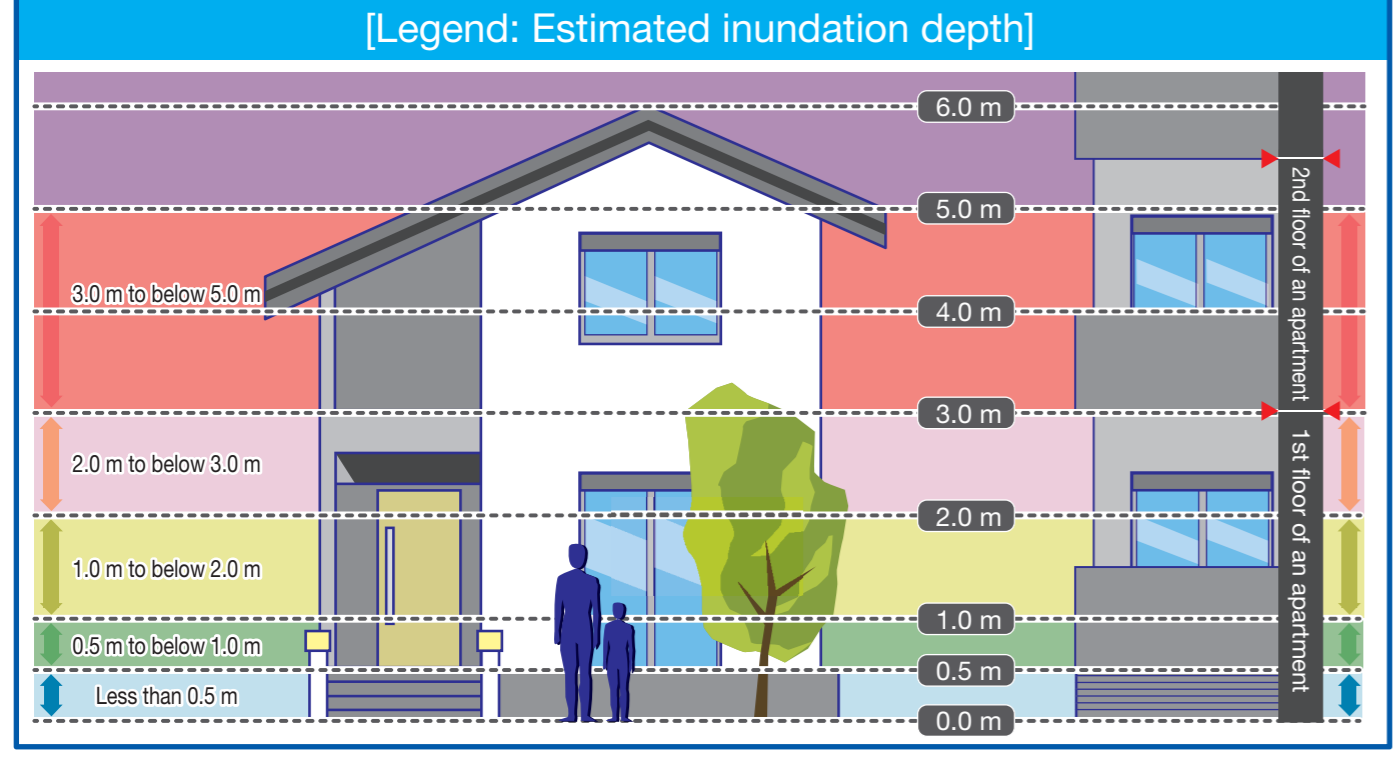 [Legend: Estimated inundation depth]
6.0 m
2nd floor of an apartment
5.0 m
3.0 m to below 5.0 m
4.0 m
3.0 m
1st floor of an apartment
2.0 m to below 3.0 m
2.0 m
1.0 m to below 2.0 m
1.0 m
0.5 m to below 1.0 m
0.5 m
Less than 0.5 m
0.0 m